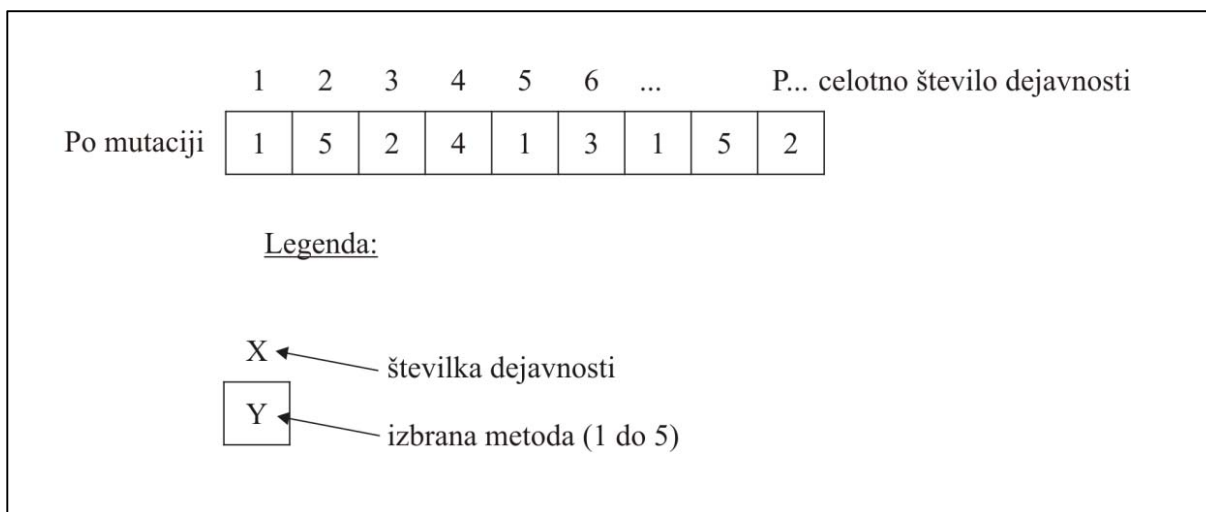 1 2 3 4 5 6 ... P... celotno število dejavnosti
Po mutaciji 1 5 2 4 1 3 1 5 2
Legenda:
X
številka dejavnosti
Y
izbrana metoda (1 do 5)